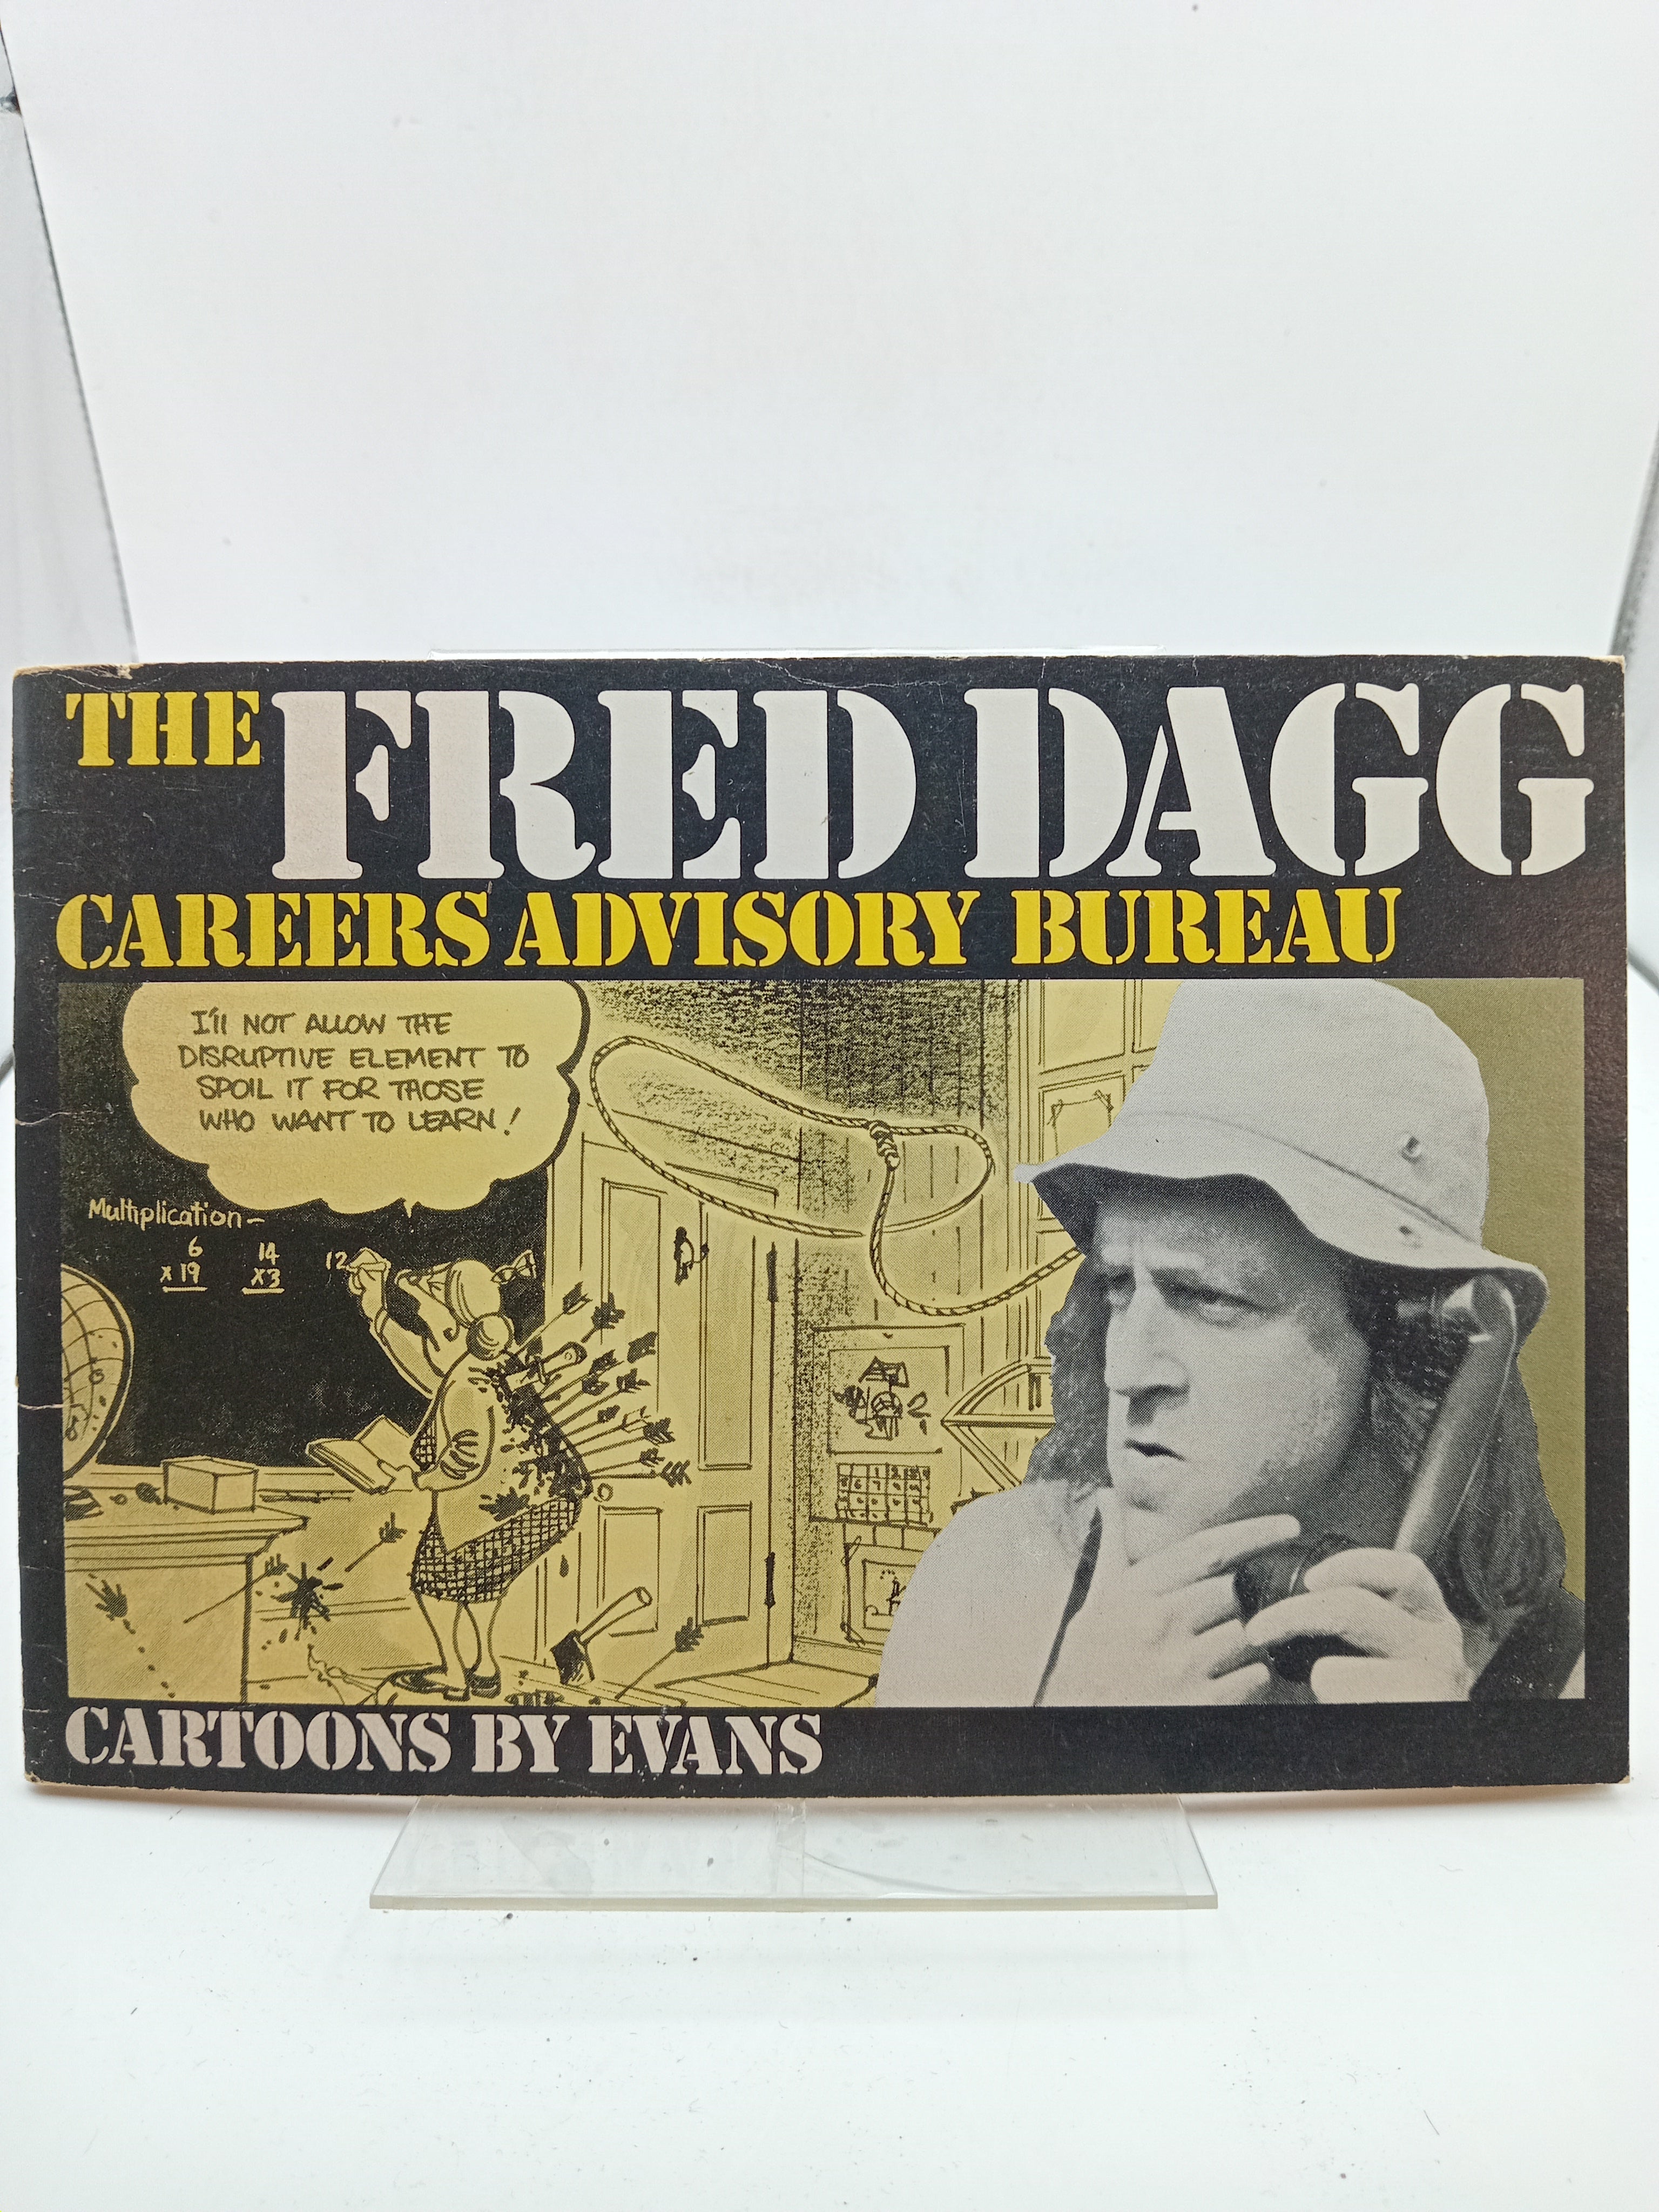 THE FRED DAGG
CAREERS ADVISORY BUREAU
I'll NOT ALLOW THE
DISRUPTIVE ELEMENT TO
SPOIL IT FOR THOSE
WHO WANT TO LEARN!
Multiplication-
6 14 12
x 19 x3
CARTOONS BY EVANS